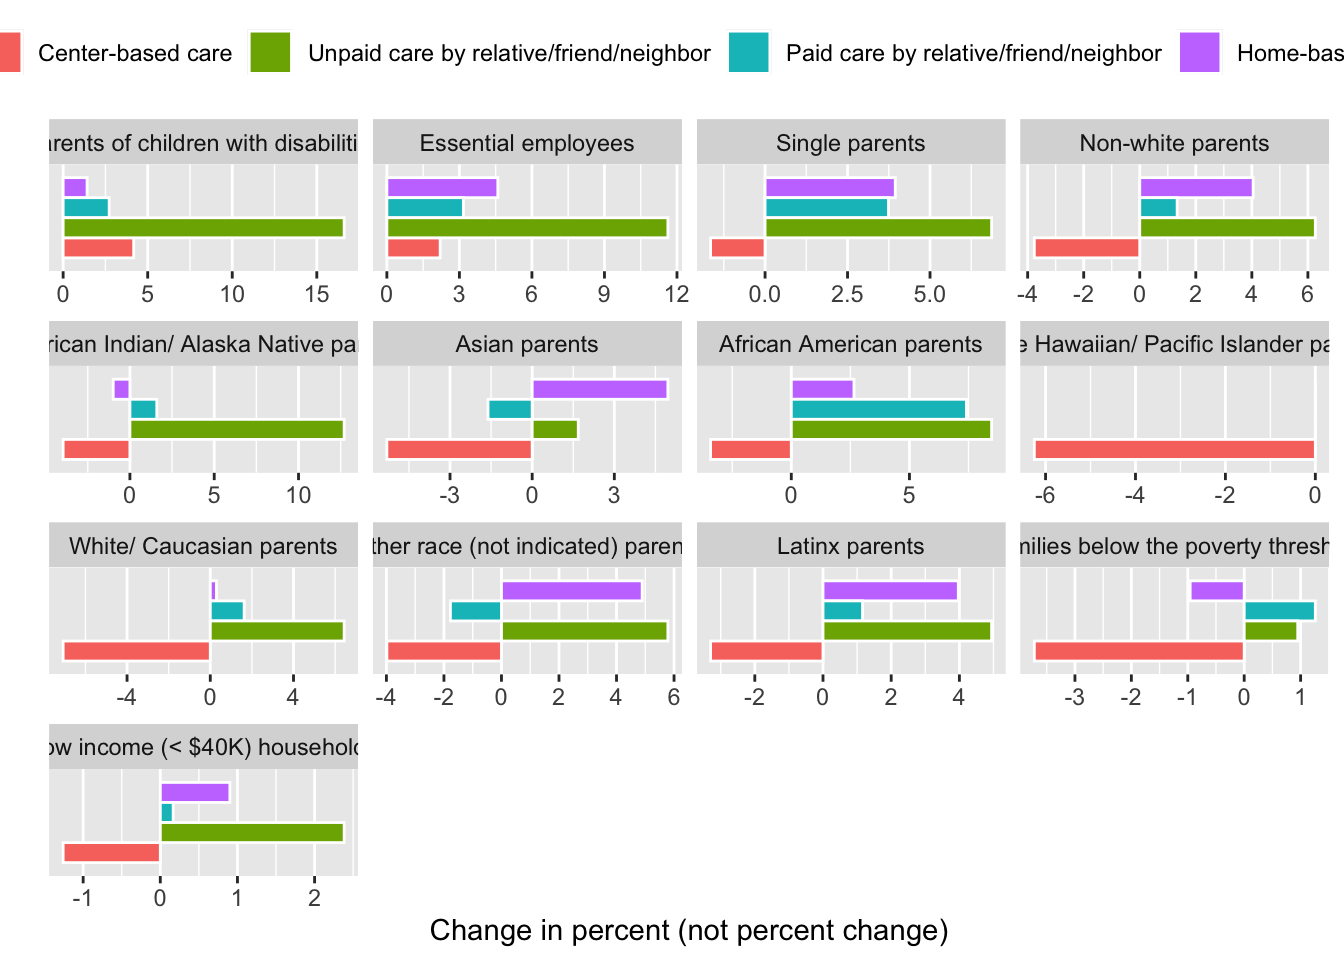 Center-based care Unpaid care by relative/friend/neighbor Paid care by relative/friend/neighbor Home-bas
arents of children with disabiliti Essential employees Single parents Non-white parents
0 5 10 15 0 3 6 9 12 0.0 2.5 5.0 -4 -2 0 2 4 6
rican Indian/ Alaska Native par Asian parents African American parents e Hawaiian/ Pacific Islander pa
0 5 10 -3 0 3 0 5 -6 -4 -2 0
White/ Caucasian parents ther race (not indicated) paren Latinx parents milies below the poverty thresh
-4 0 4 -4 -2 0 2 4 6 -2 0 2 4 -3 -2 -1 0 1
ow income (< $40K) household
-1 0 1 2
Change in percent (not percent change)